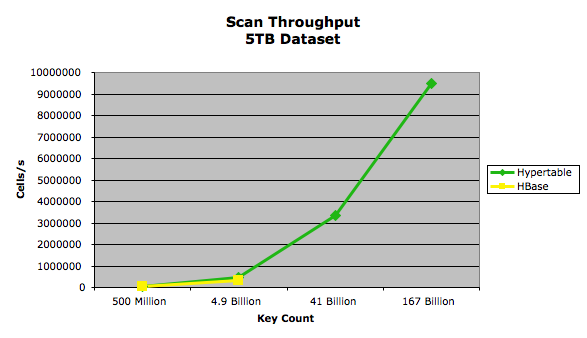 Scan Throughput
5TB Dataset
10000000
9000000
8000000
7000000
6000000
5000000
4000000
3000000
2000000
1000000
0
Cells/s
500 Million
4.9 Billion
41 Billion
167 Billion
Key Count
Hypertable
HBase